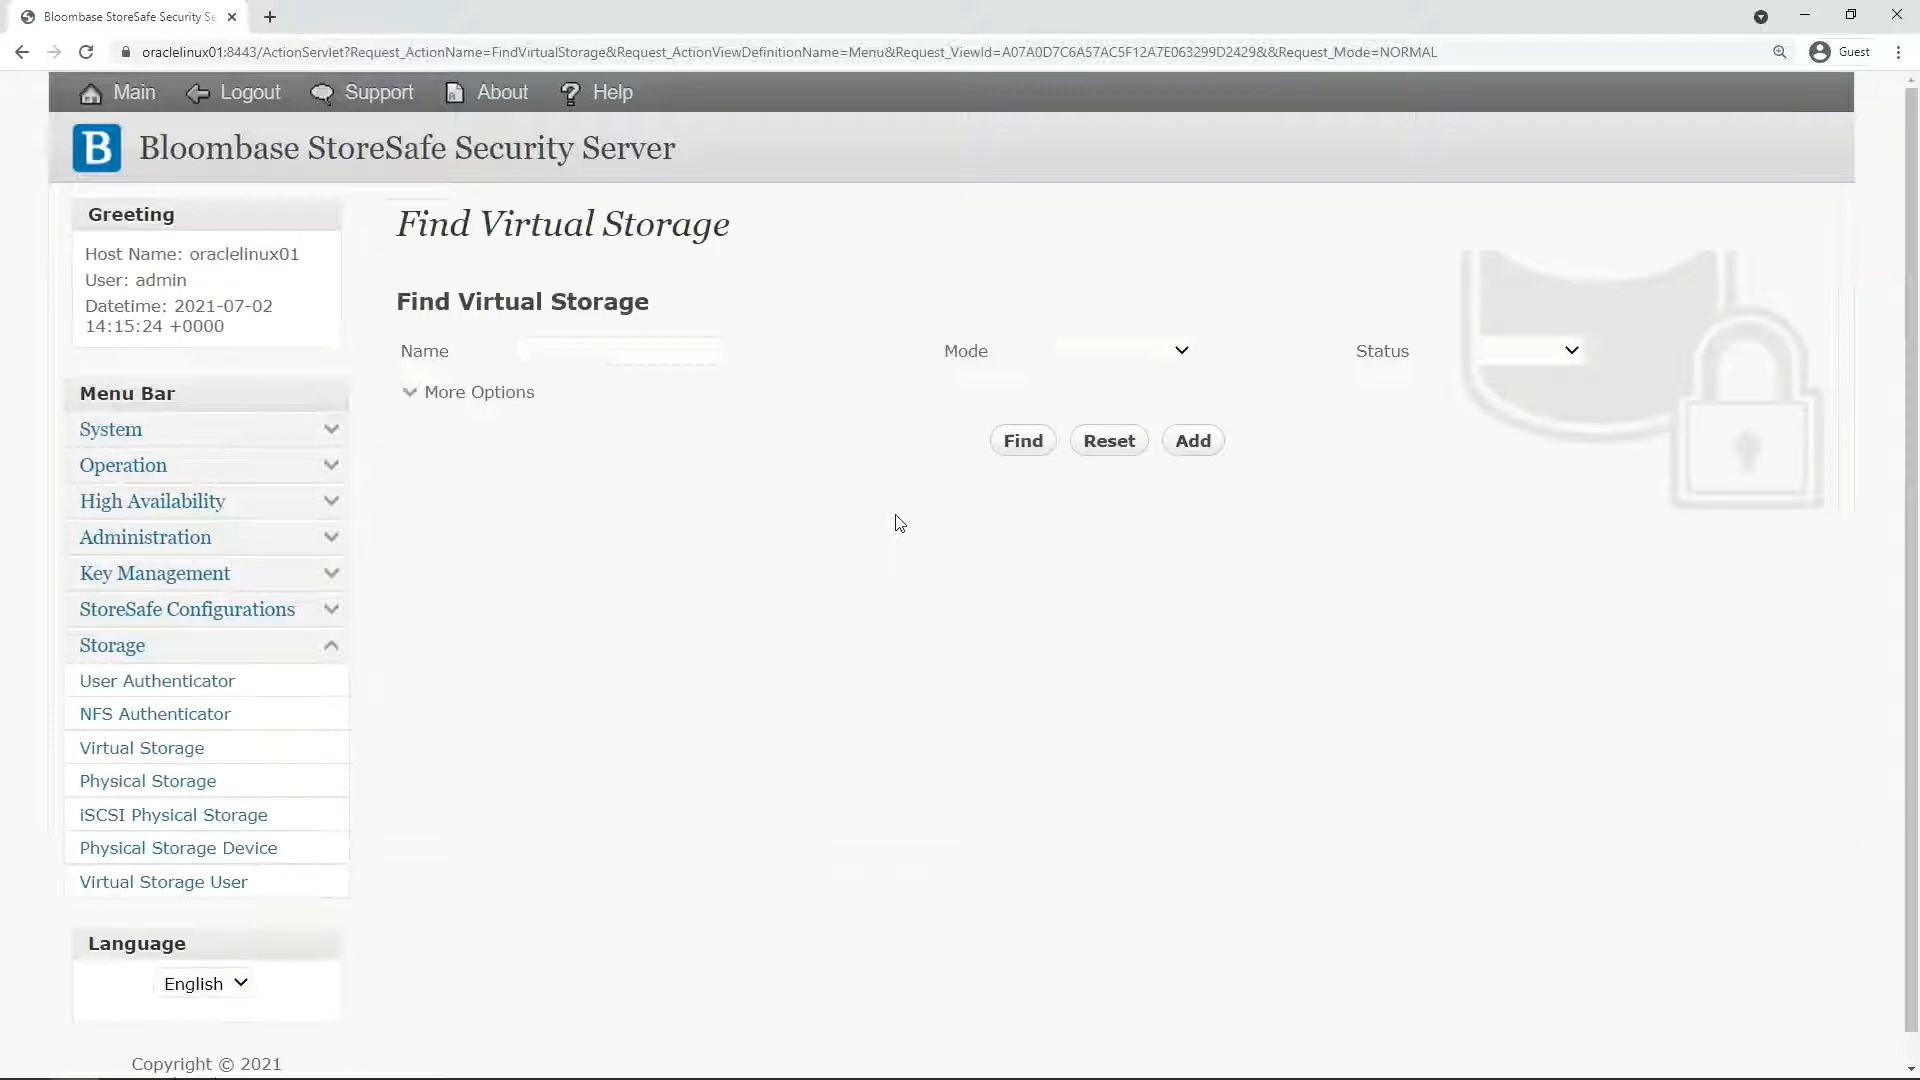 Bloombase StoreSafe Security Se
oraclelinux01:8443/ActionServlet?Request_ActionName=FindVirtualStorage&Request_ActionViewDefinitionName=Menu&Request_ViewId=A07A0D7C6A57AC5F12A7E063299D2429&&Request_Mode=NORMAL
Guest
Main
Logout
Support
About
Help
B
Bloombase StoreSafe Security Server
Greeting
Host Name: oraclelinux01
User: admin
Datetime: 2021-07-02
14:15:24 +0000
Menu Bar
System
Operation
High Availability
Administration
Key Management
StoreSafe Configurations
Storage
User Authenticator
NFS Authenticator
Virtual Storage
Physical Storage
iSCSI Physical Storage
Physical Storage Device
Virtual Storage User
Language
English
Copyright © 2021
Find Virtual Storage
Find Virtual Storage
Name
Mode
Status
More Options
Find
Reset
Add